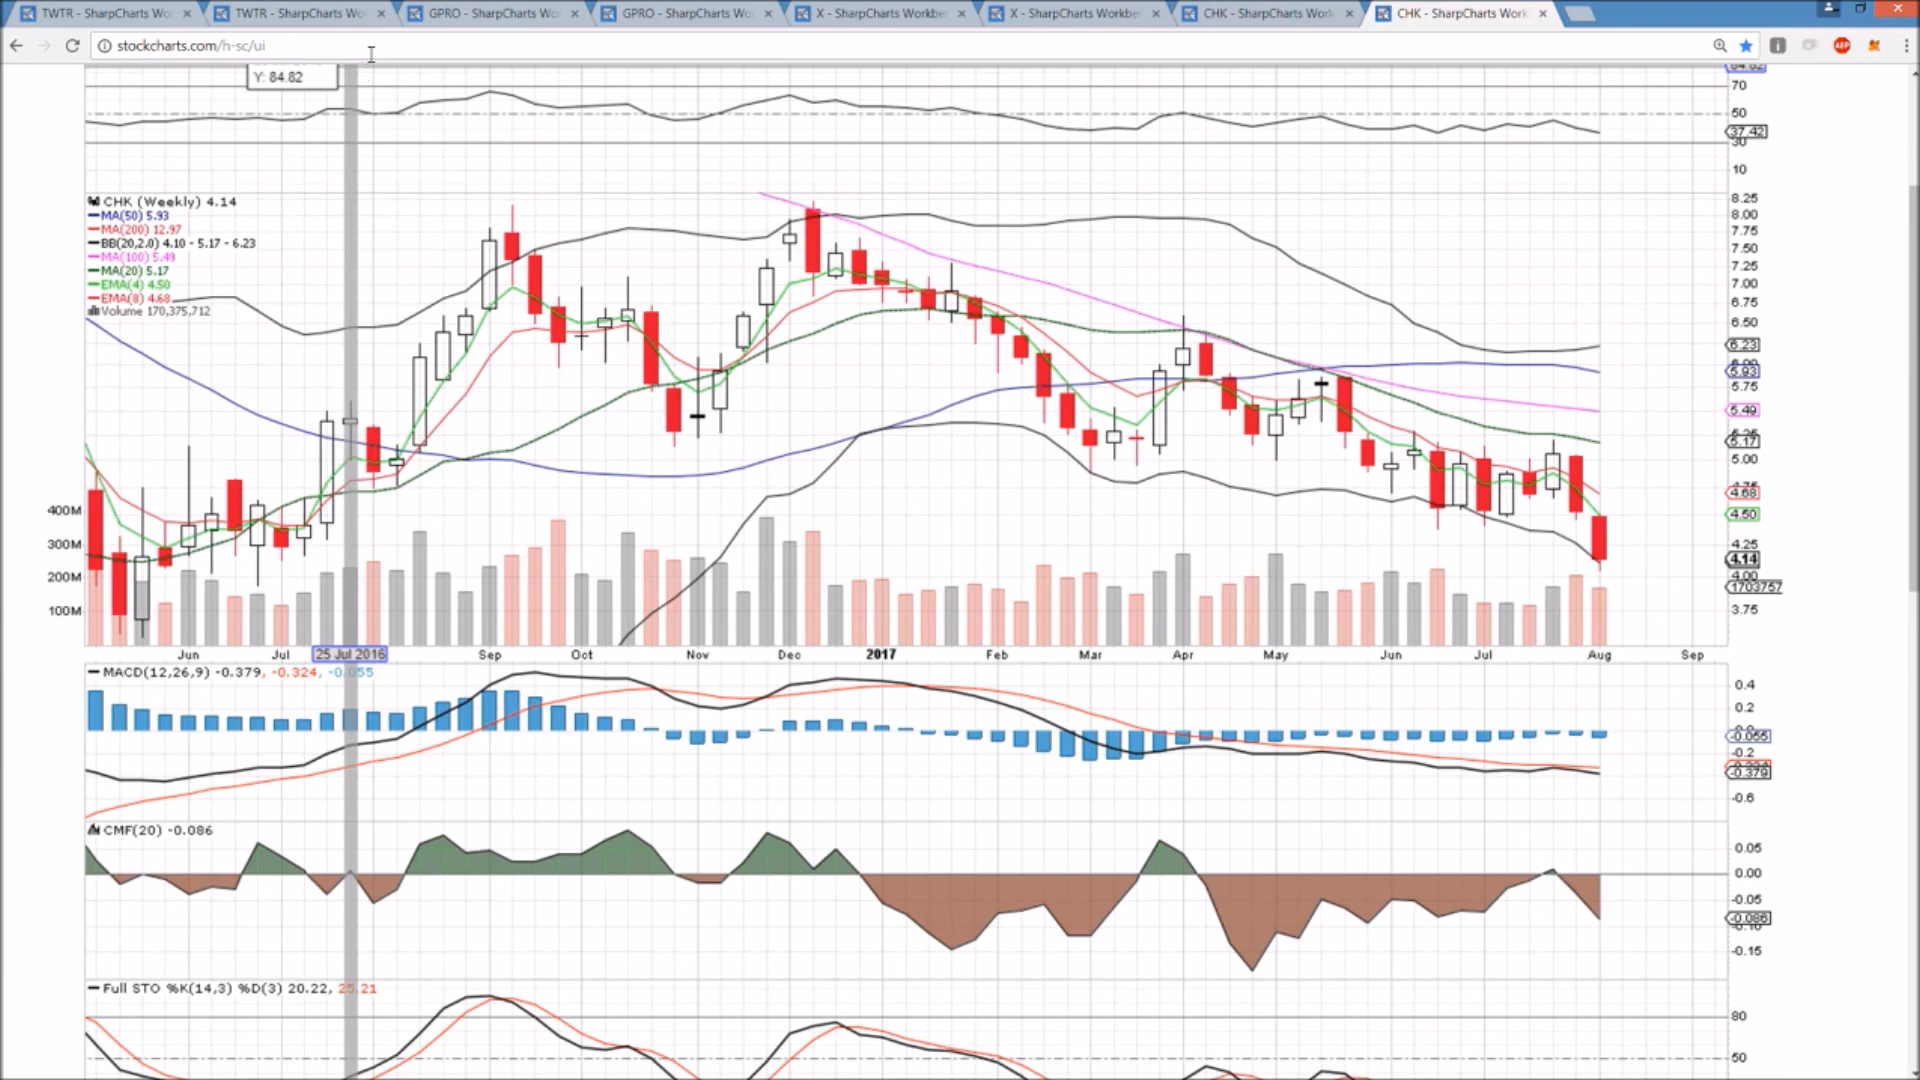 TWTR - SharpCharts Wo
TWTR - SharpCharts Wo
GPRO - SharpCharts Wo
GPRO - SharpCharts Wo
X - SharpCharts Workbe
X - SharpCharts Workbe
CHK - SharpCharts Work
CHK - SharpCharts Work
stockcharts.com/h-sc/ui
Y: 84.82
84.82
70
50
37.42
30
10
CHK (Weekly) 4.14
MA(50) 5.93
MA(200) 12.97
BB(20,2.0) 4.10 - 5.17 - 6.23
MA(100) 5.49
MA(20) 5.17
EMA(4) 4.50
EMA(8) 4.68
Volume 170,375,712
8.25
8.00
7.75
7.50
7.25
7.00
6.75
6.50
6.23
5.93
5.75
5.49
5.17
5.00
4.68
4.50
4.25
4.14
4.00
1703757
3.75
400M
300M
200M
100M
Jun Jul 25 Jul 2016 Sep Oct Nov Dec 2017 Feb Mar Apr May Jun Jul Aug Sep
MACD(12,26,9) -0.379, -0.324, -0.055
0.4
0.2
-0.055
-0.2
-0.379
-0.6
CMF(20) -0.086
0.05
0.00
-0.05
-0.086
-0.10
-0.15
Full STO %K(14,3) %D(3) 20.22, 25.21
80
50